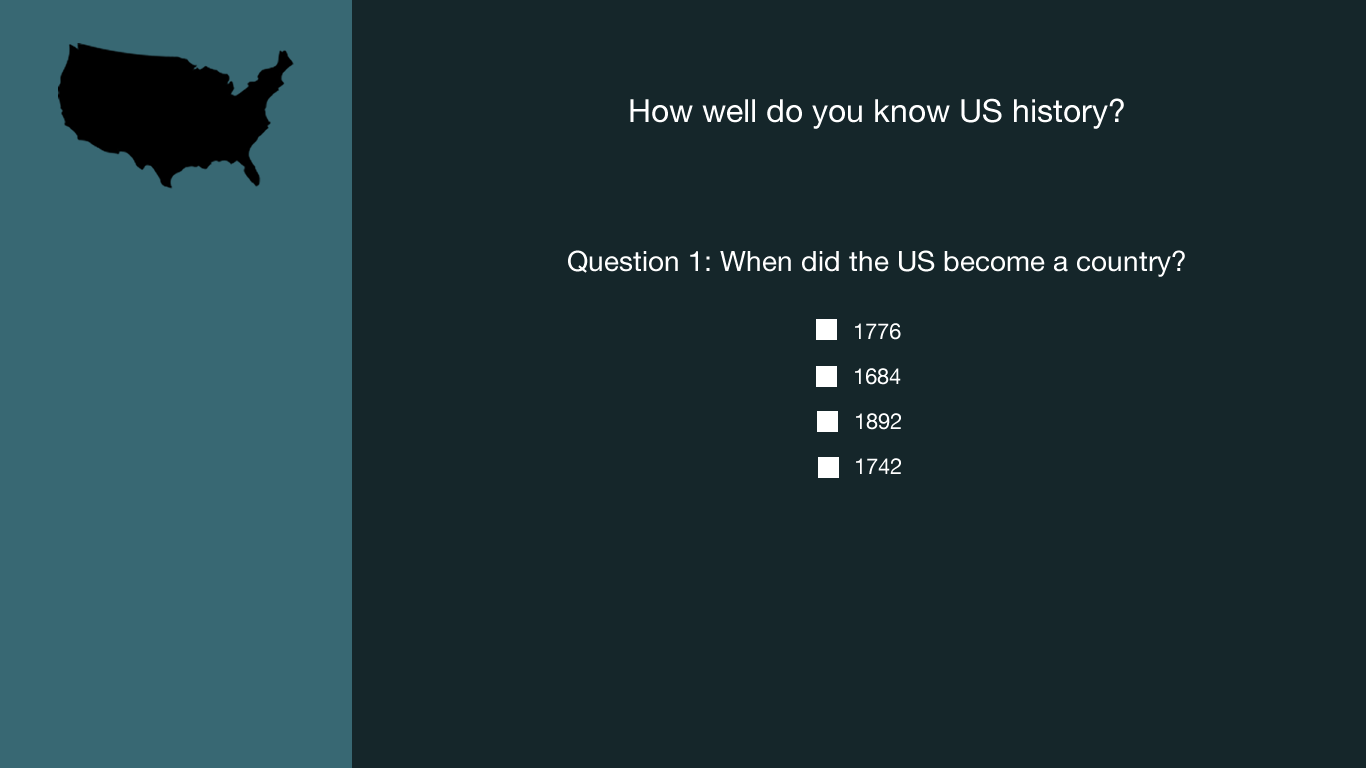 How well do you know US history?
Question 1: When did the US become a country?
1776
1684
1892
1742